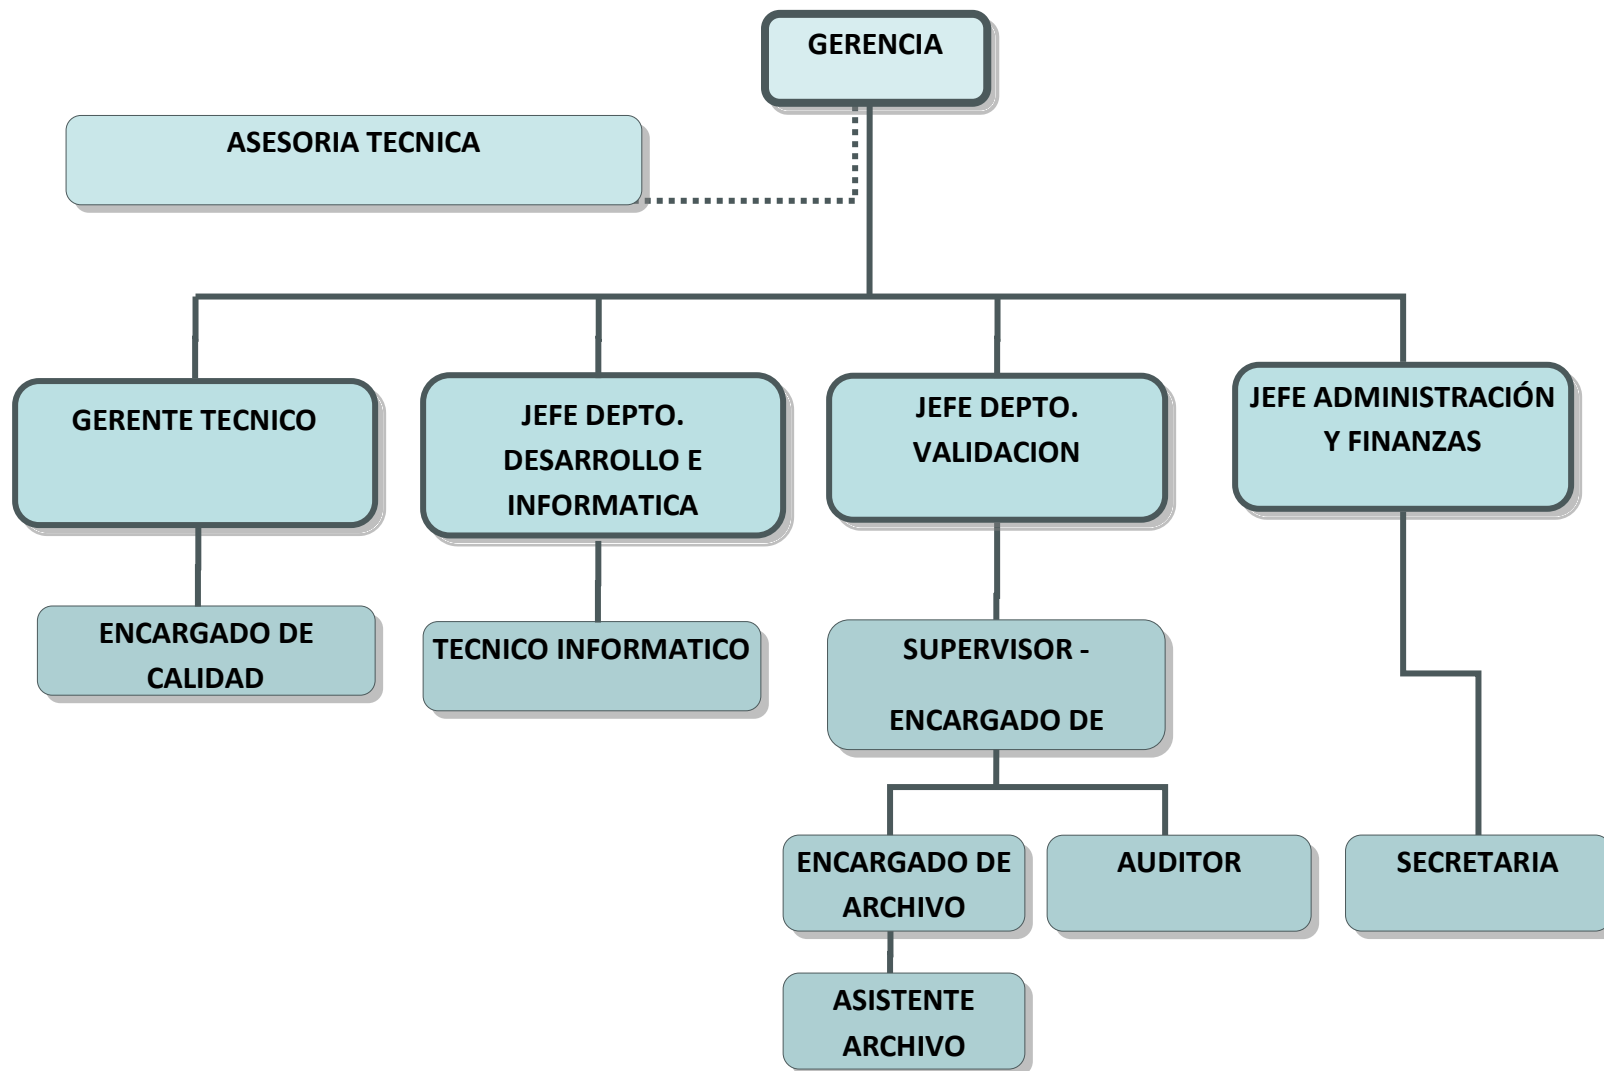 GERENCIA
ASESORIA TECNICA
GERENTE TECNICO
JEFE DEPTO.
DESARROLLO E
INFORMATICA
JEFE DEPTO.
VALIDACION
JEFE ADMINISTRACIÓN
Y FINANZAS
ENCARGADO DE
CALIDAD
TECNICO INFORMATICO
SUPERVISOR -
ENCARGADO DE
ENCARGADO DE
ARCHIVO
AUDITOR
SECRETARIA
ASISTENTE
ARCHIVO